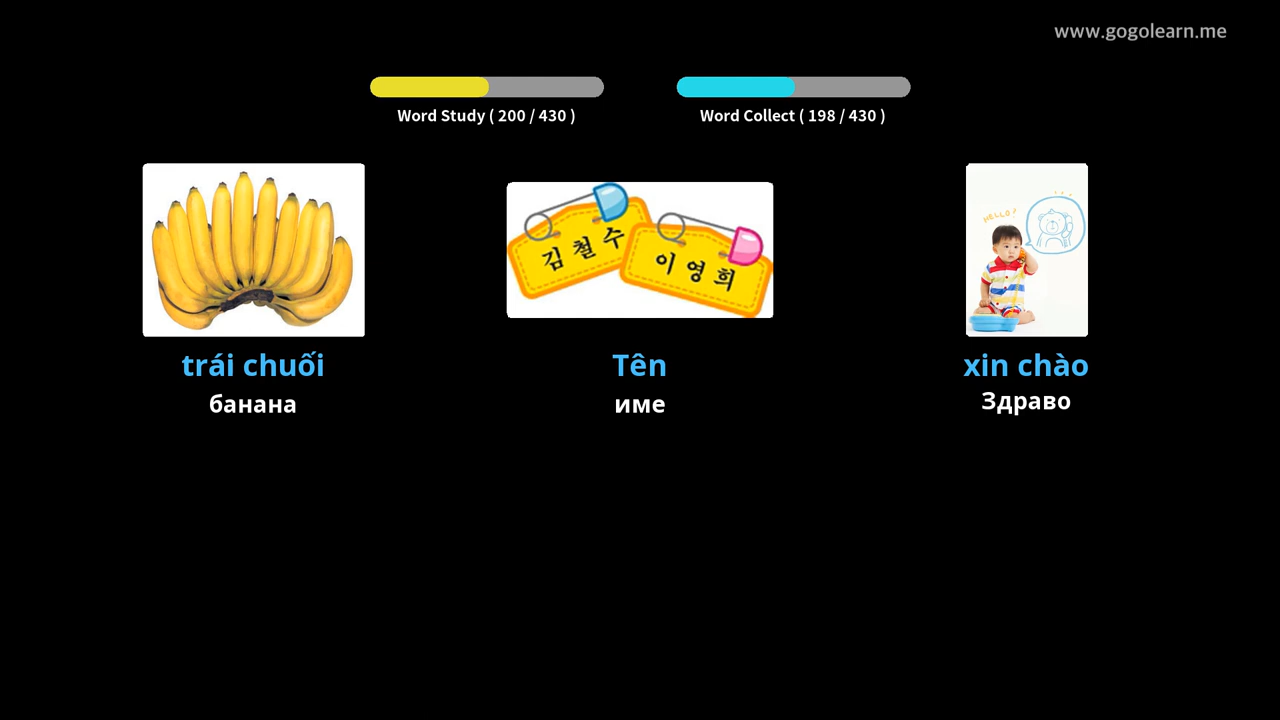 www.gogolearn.me
Word Study ( 200 / 430 )
Word Collect ( 198 / 430 )
김철수
이영희
HELLO?
trái chuối
Tên
xin chào
банана
име
Здраво